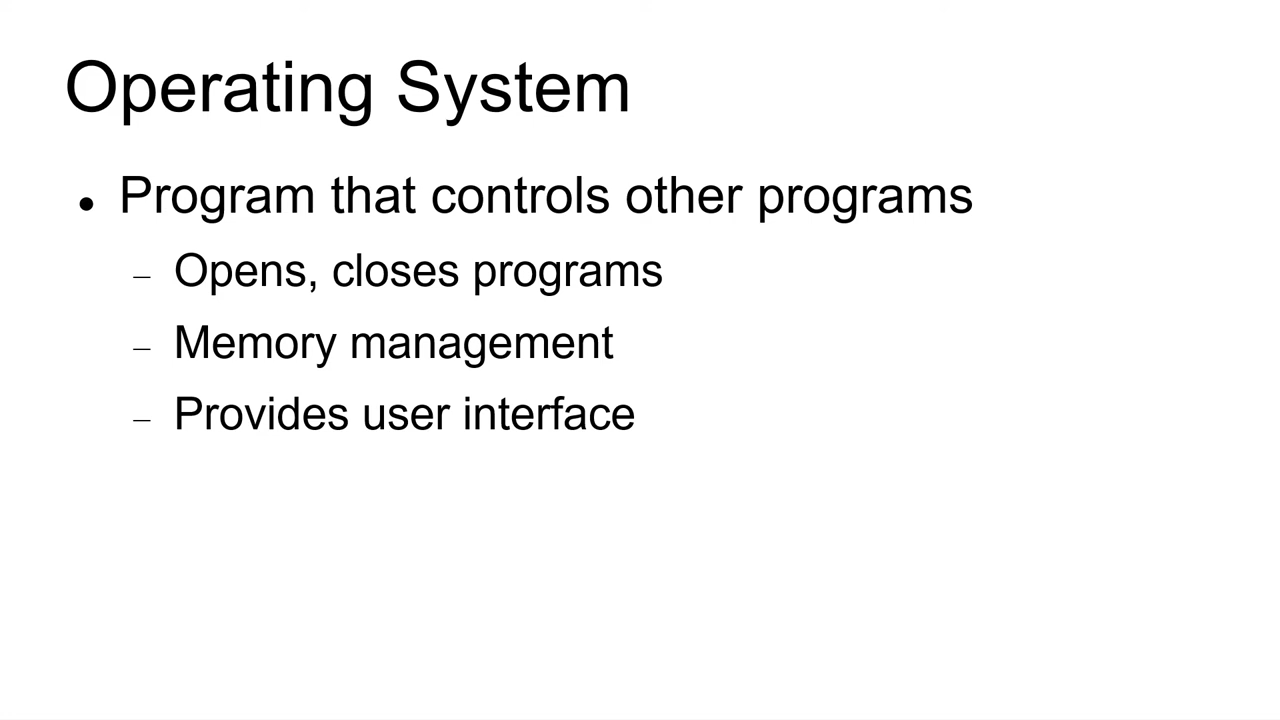 Operating System
● Program that controls other programs
– Opens, closes programs
– Memory management
– Provides user interface